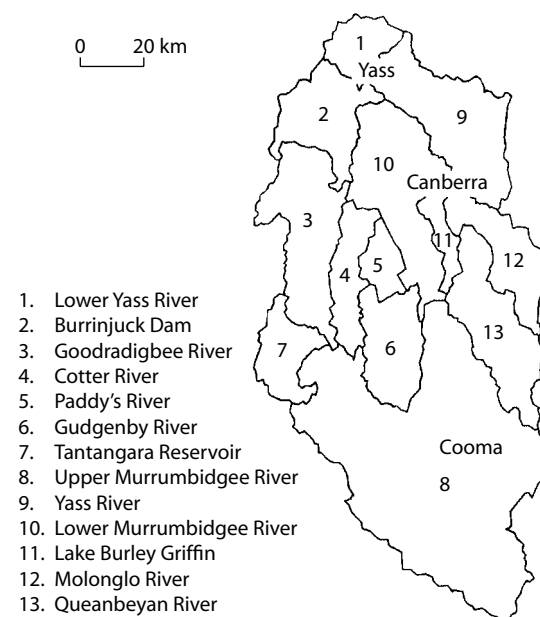 0 20 km
1
Yass
2
9
10
Canberra
3
11
12
4
5
13
7
6
Cooma
8
1. Lower Yass River
2. Burrinjuck Dam
3. Goodradigbee River
4. Cotter River
5. Paddy’s River
6. Gudgenby River
7. Tantangara Reservoir
8. Upper Murrumbidgee River
9. Yass River
10. Lower Murrumbidgee River
11. Lake Burley Griffin
12. Molonglo River
13. Queanbeyan River